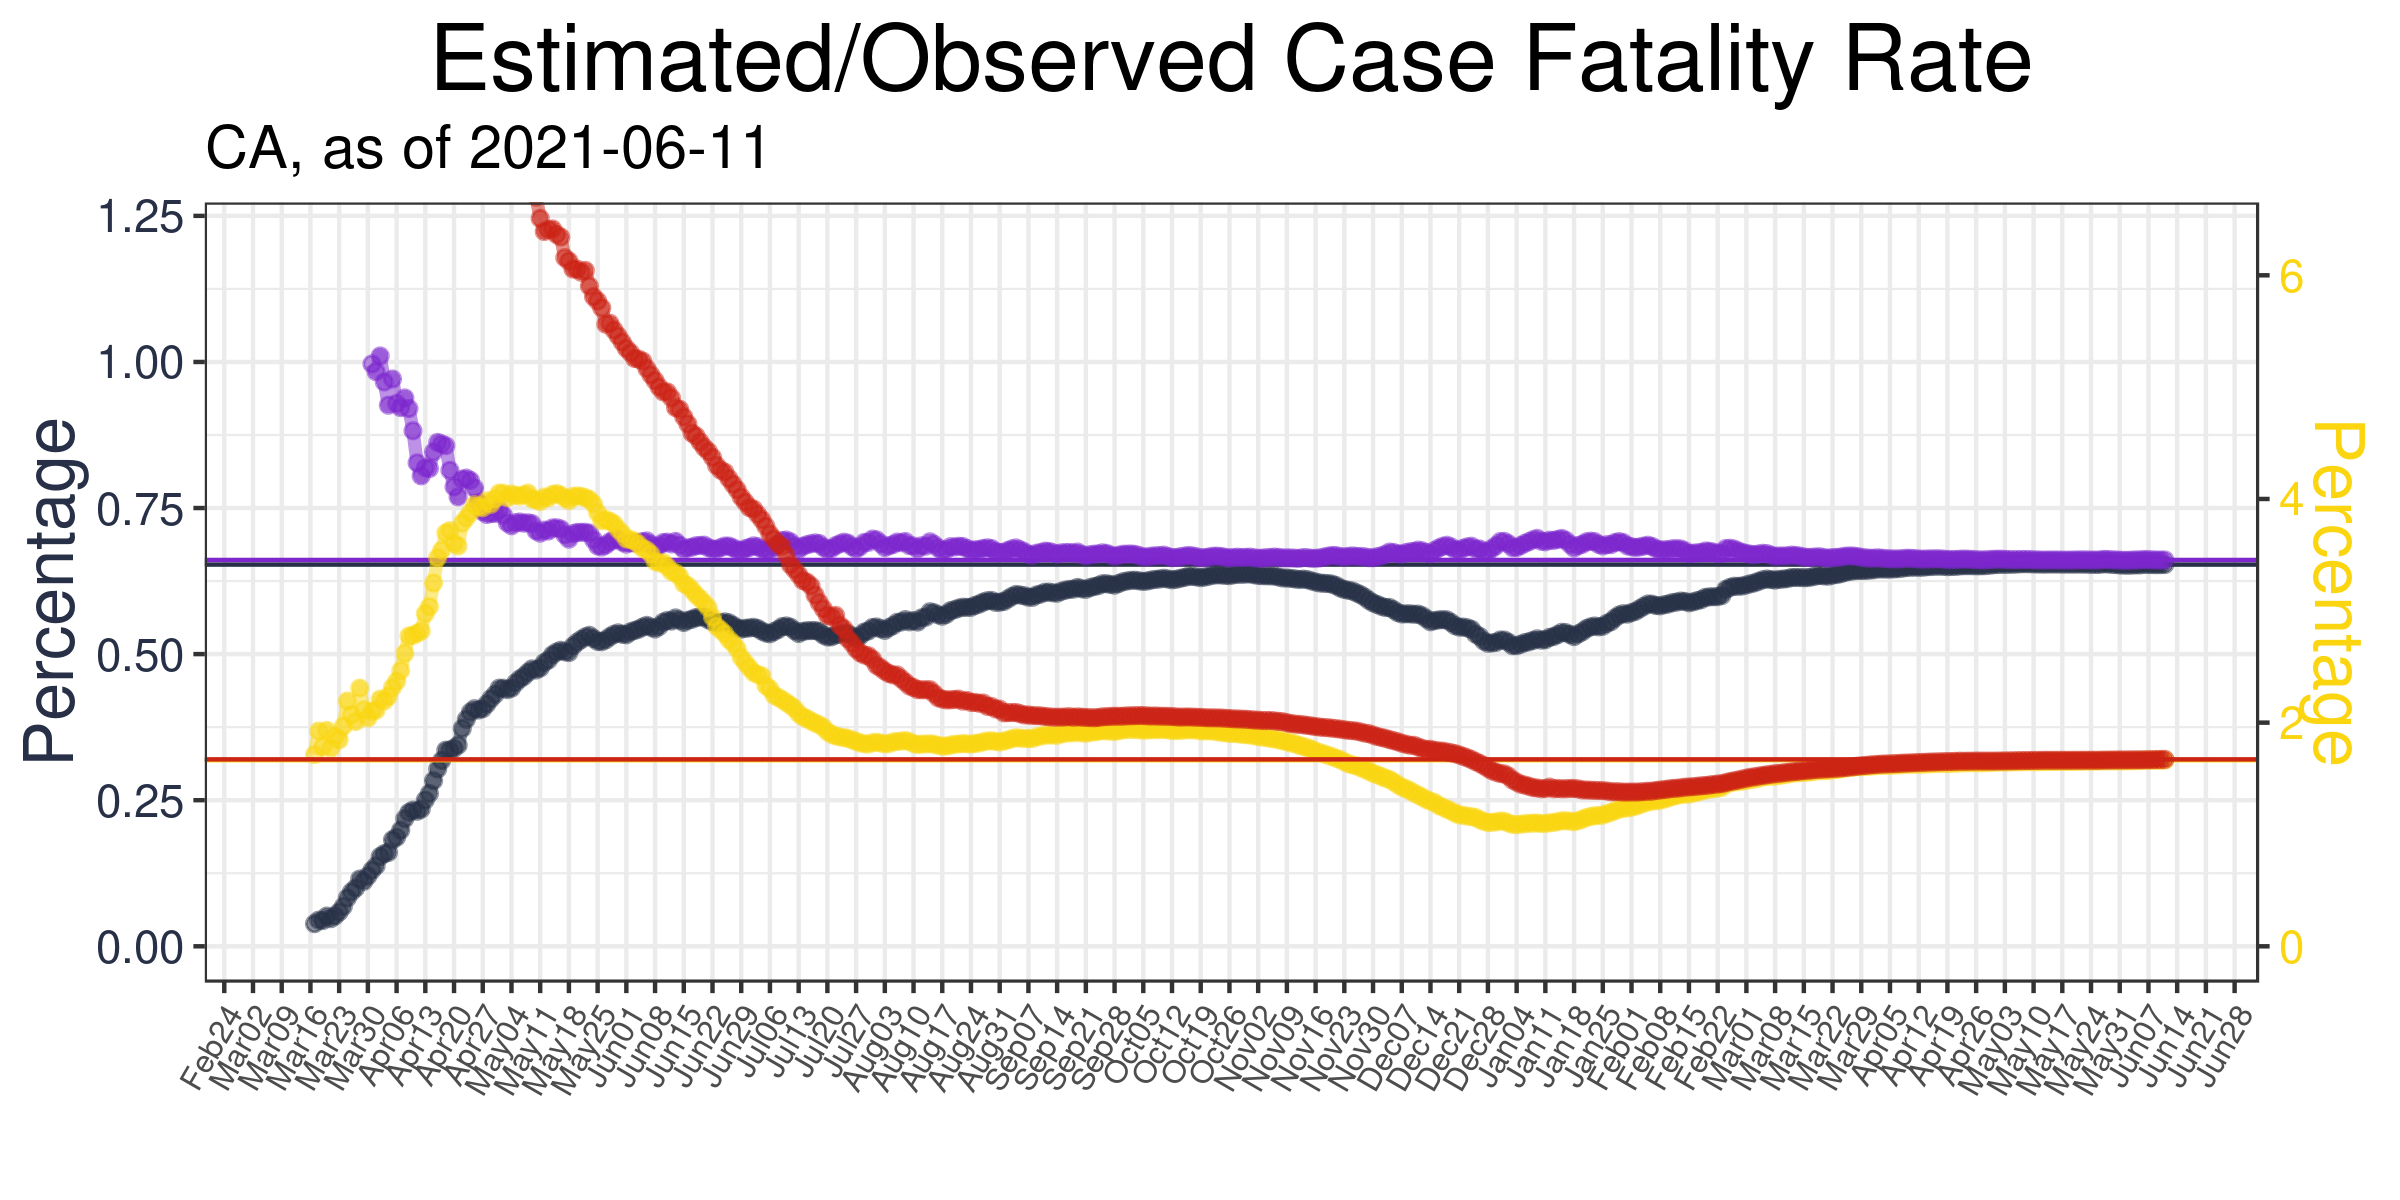 Estimated/Observed Case Fatality Rate
CA, as of 2021-06-11
Percentage
1.25
1.00
0.75
0.50
0.25
0.00
6
4
2
0
Percentage
Feb24
Mar02
Mar09
Mar16
Mar23
Mar30
Apr06
Apr13
Apr20
Apr27
May04
May11
May18
May25
Jun01
Jun08
Jun15
Jun22
Jun29
Jul06
Jul13
Jul20
Jul27
Aug03
Aug10
Aug17
Aug24
Aug31
Sep07
Sep14
Sep21
Sep28
Oct05
Oct12
Oct19
Oct26
Nov02
Nov09
Nov16
Nov23
Nov30
Dec07
Dec14
Dec21
Dec28
Jan04
Jan11
Jan18
Jan25
Feb01
Feb08
Feb15
Feb22
Mar01
Mar08
Mar15
Mar22
Mar29
Apr05
Apr12
Apr19
Apr26
May03
May10
May17
May24
May31
Jun07
Jun14
Jun21
Jun28